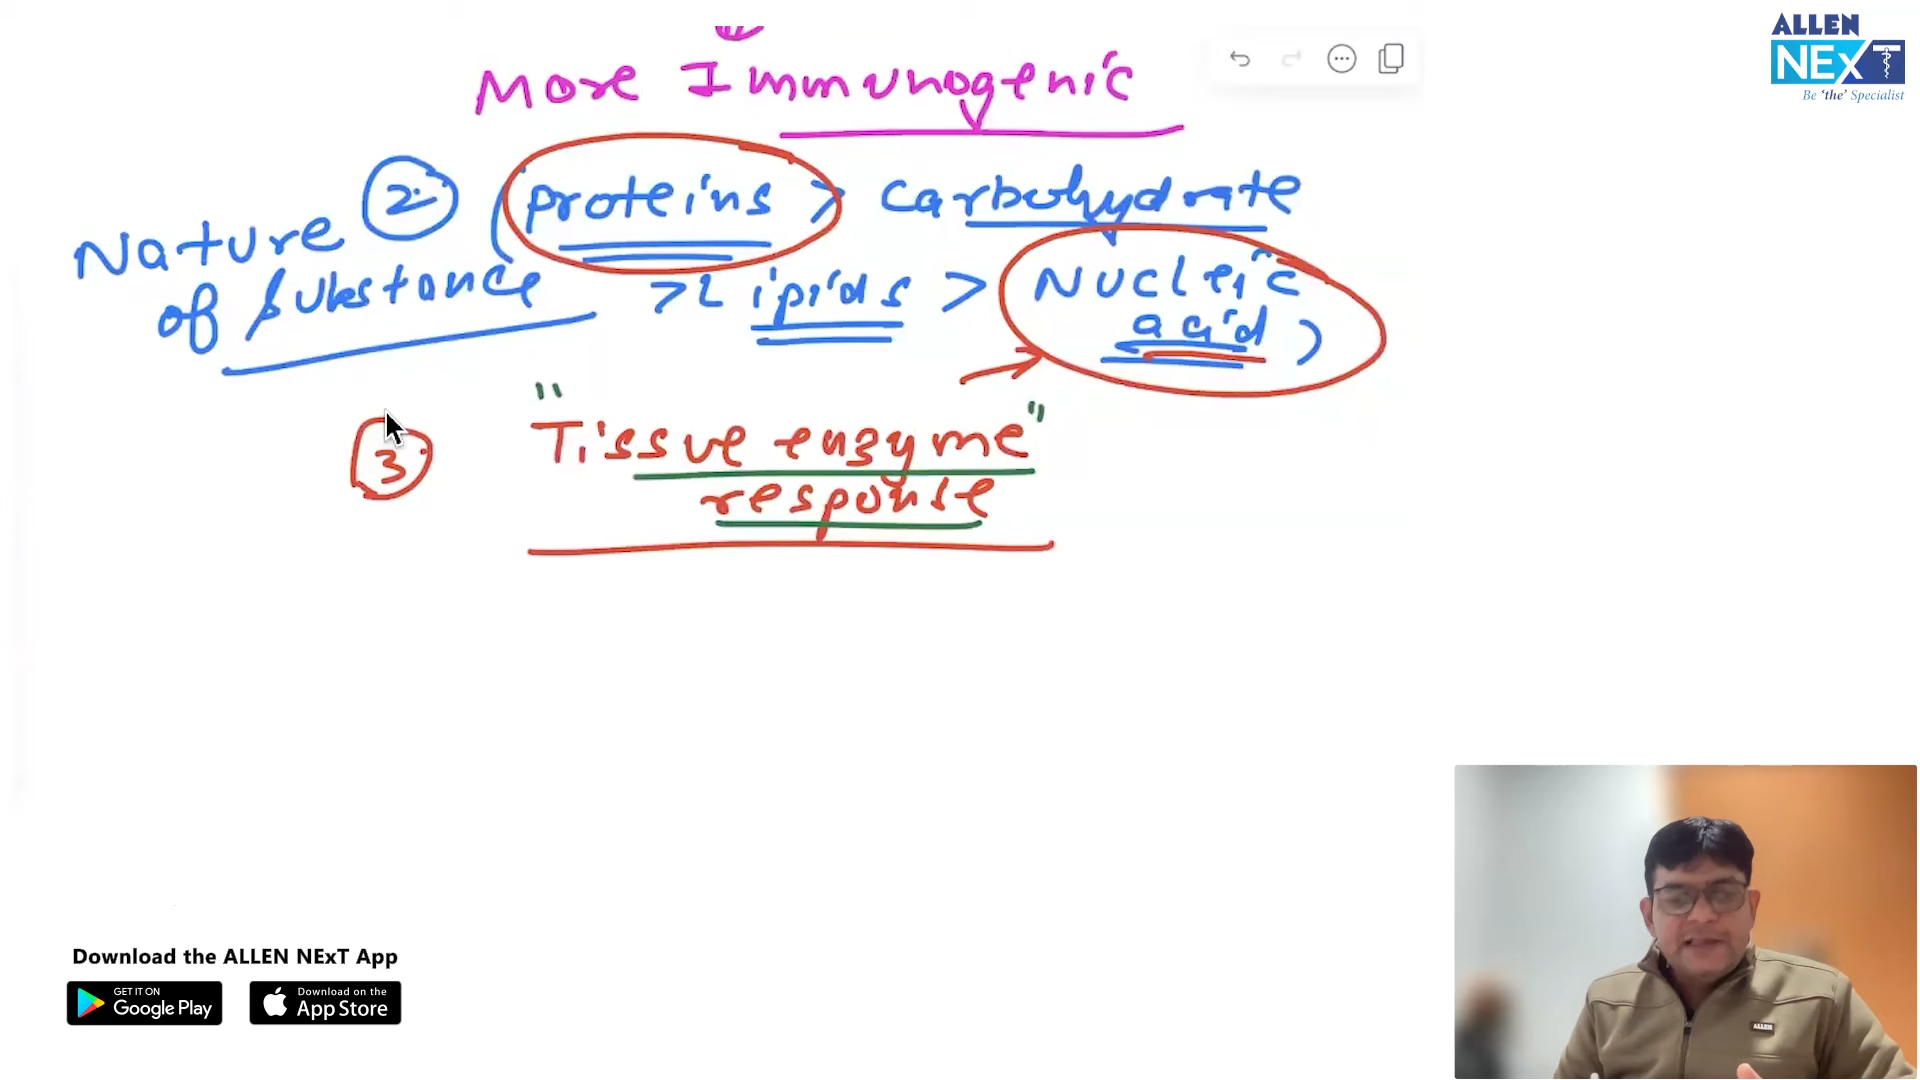 More Immunogenic
2. (proteins > carbohydrate
Nature
of substance
>Lipids > Nucleic
acid)
3
"Tissue enzyme"
response
ALLEN
NExT
Be 'the' Specialist
Download the ALLEN NExT App
GET IT ON
Google Play
Download on the
App Store
ALLEN